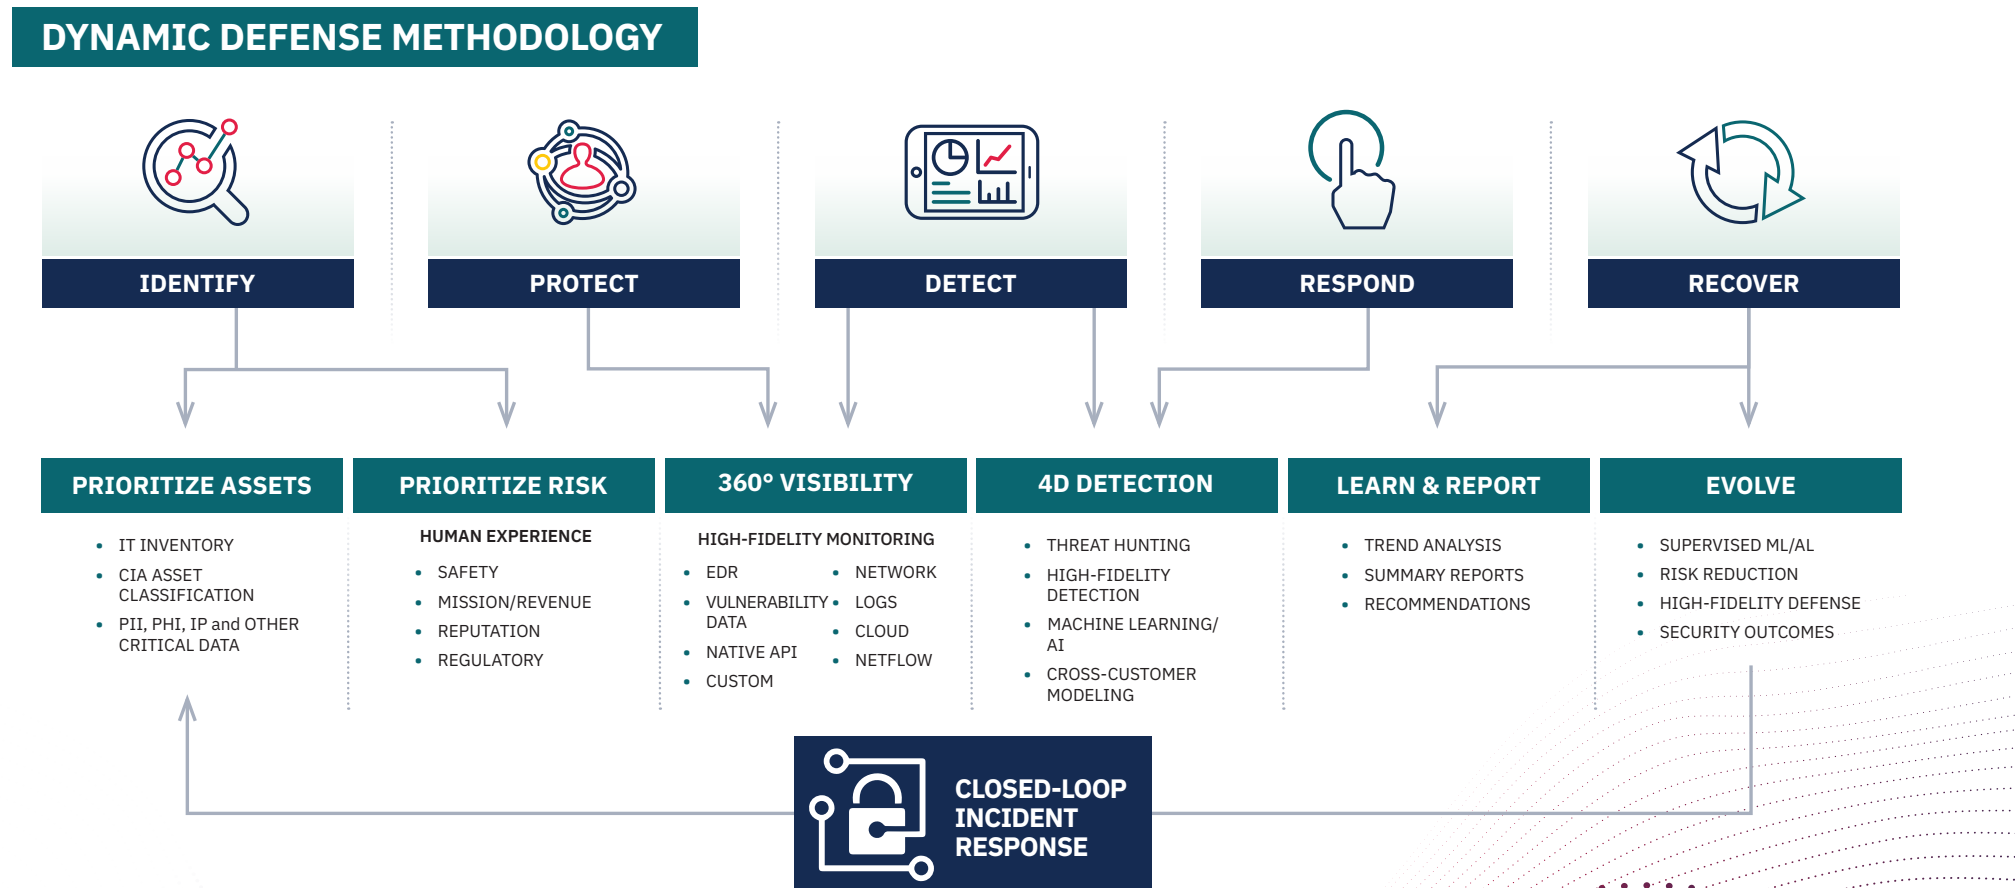 DYNAMIC DEFENSE METHODOLOGY
IDENTIFY
PROTECT
DETECT
RESPOND
RECOVER
PRIORITIZE ASSETS
IT INVENTORY
CIA ASSET
CLASSIFICATION
PII, PHI, IP and OTHER
CRITICAL DATA
PRIORITIZE RISK
HUMAN EXPERIENCE
SAFETY
MISSION/REVENUE
REPUTATION
REGULATORY
360° VISIBILITY
HIGH-FIDELITY MONITORING
EDR
VULNERABILITY
DATA
NATIVE API
CUSTOM
NETWORK
LOGS
CLOUD
NETFLOW
4D DETECTION
THREAT HUNTING
HIGH-FIDELITY
DETECTION
MACHINE LEARNING/
AI
CROSS-CUSTOMER
MODELING
LEARN & REPORT
TREND ANALYSIS
SUMMARY REPORTS
RECOMMENDATIONS
EVOLVE
SUPERVISED ML/AL
RISK REDUCTION
HIGH-FIDELITY DEFENSE
SECURITY OUTCOMES
CLOSED-LOOP
INCIDENT
RESPONSE